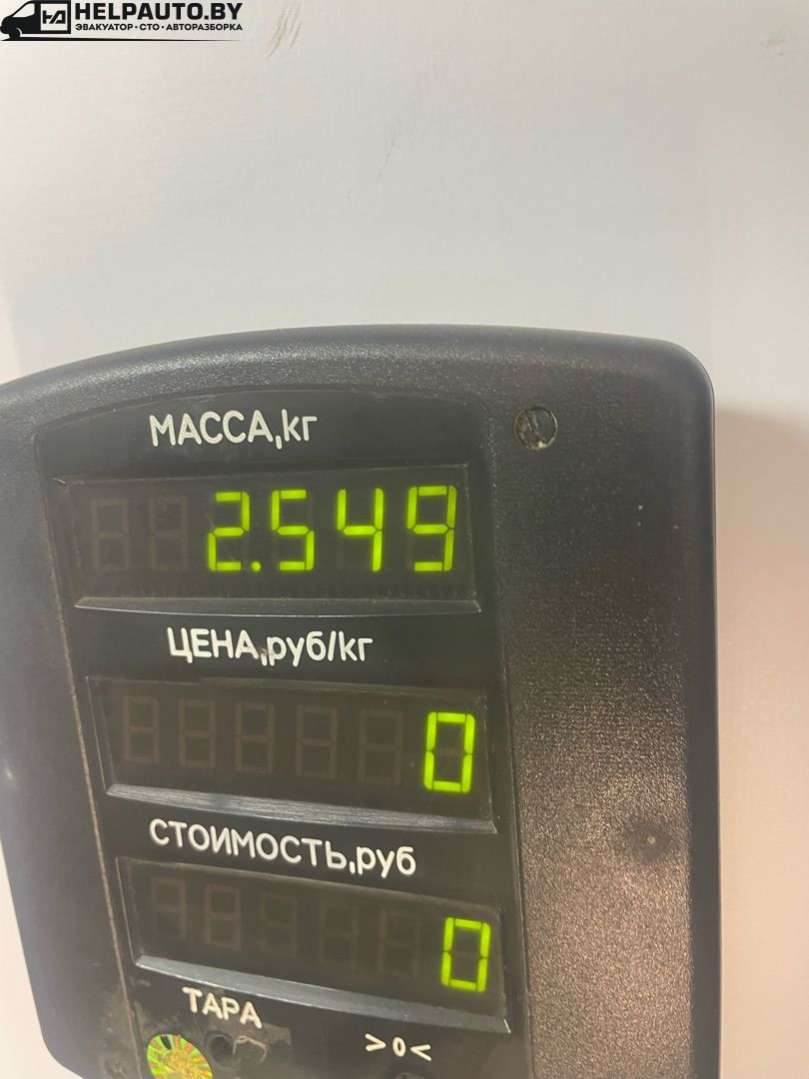 HELPAUTO.BY
ЭВАКУАТОР • СТО • АВТОРАЗБОРКА
МАССА,кг
2.549
ЦЕНА,руб/кг
0
СТОИМОСТЬ,руб
0
ТАРА
>0<